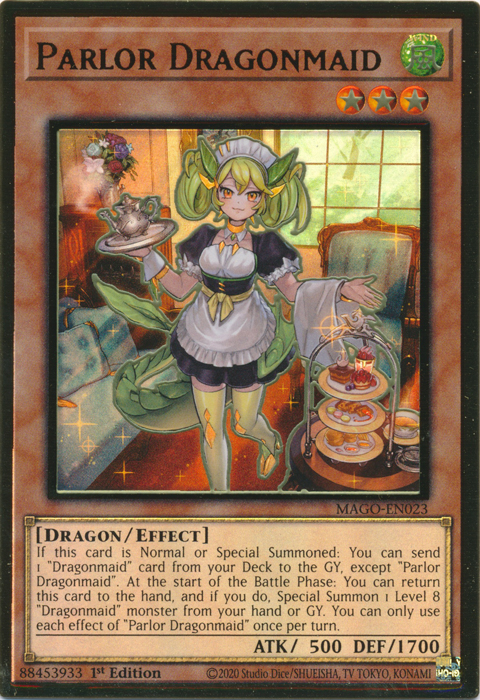 PARLOR DRAGONMAID
WIND
MAGO-EN023
[DRAGON/EFFECT]
If this card is Normal or Special Summoned: You can send
1 "Dragonmaid" card from your Deck to the GY, except "Parlor
Dragonmaid". At the start of the Battle Phase: You can return
this card to the hand, and if you do, Special Summon 1 Level 8
"Dragonmaid" monster from your hand or GY. You can only use
each effect of "Parlor Dragonmaid" once per turn.
ATK/ 500 DEF/1700
88453933 1st Edition ©2020 Studio Dice/SHUEISHA, TV TOKYO, KONAMI